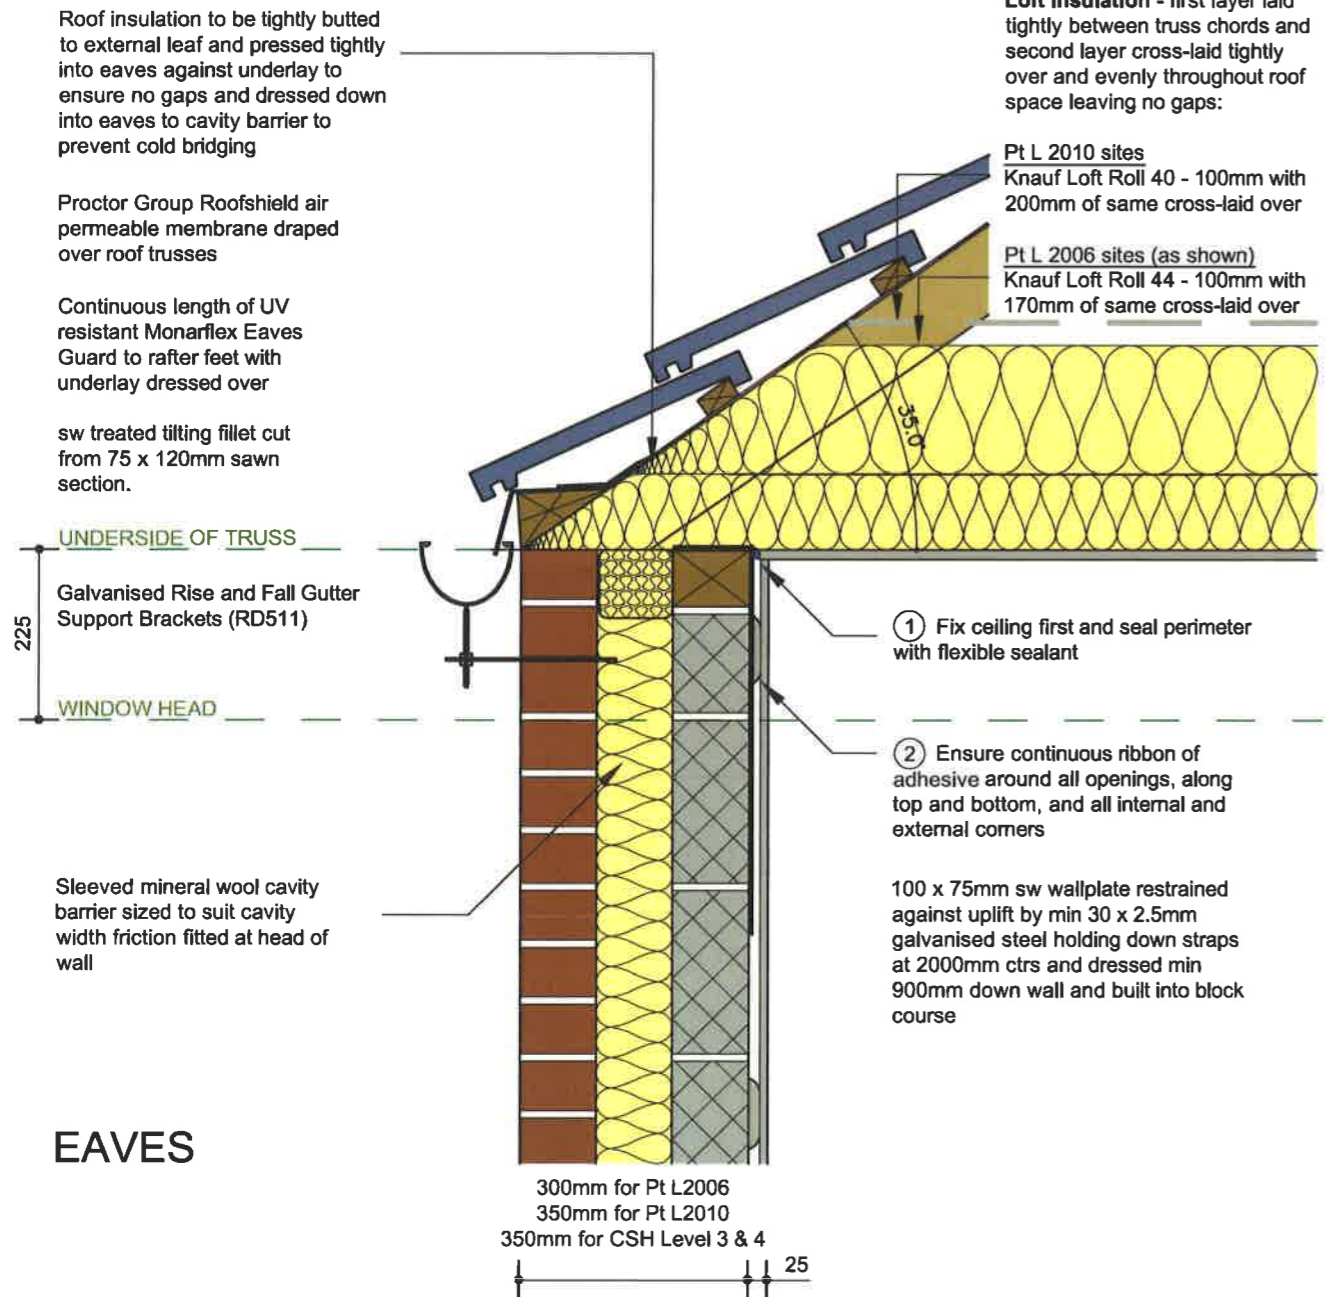 Roof insulation to be tightly butted
to external leaf and pressed tightly
into eaves against underlay to
ensure no gaps and dressed down
into eaves to cavity barrier to
prevent cold bridging
Proctor Group Roofshield air
permeable membrane draped
over roof trusses
Continuous length of UV
resistant Monarflex Eaves
Guard to rafter feet with
underlay dressed over
sw treated tilting fillet cut
from 75 x 120mm sawn
section.
UNDERSIDE OF TRUSS
Galvanised Rise and Fall Gutter
Support Brackets (RD511)
225
WINDOW HEAD
Sleeved mineral wool cavity
barrier sized to suit cavity
width friction fitted at head of
wall
EAVES
Loft Insulation - first layer laid
tightly between truss chords and
second layer cross-laid tightly
over and evenly throughout roof
space leaving no gaps:
Pt L 2010 sites
Knauf Loft Roll 40 - 100mm with
200mm of same cross-laid over
Pt L 2006 sites (as shown)
Knauf Loft Roll 44 - 100mm with
170mm of same cross-laid over
35.0°
1 Fix ceiling first and seal perimeter
with flexible sealant
2 Ensure continuous ribbon of
adhesive around all openings, along
top and bottom, and all internal and
external corners
100 x 75mm sw wallplate restrained
against uplift by min 30 x 2.5mm
galvanised steel holding down straps
at 2000mm ctrs and dressed min
900mm down wall and built into block
course
300mm for Pt L2006
350mm for Pt L2010
350mm for CSH Level 3 & 4
25